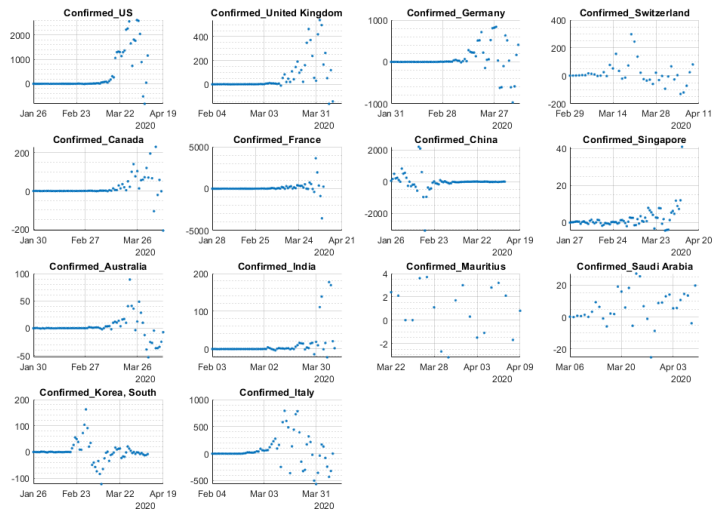 Confirmed_US
2000
1000
0
Jan 26 Feb 23 Mar 22 Apr 19
2020
Confirmed_United Kingdom
400
200
0
Feb 04 Mar 03 Mar 31
2020
Confirmed_Germany
1000
0
-1000
Jan 31 Feb 28 Mar 27
2020
Confirmed_Switzerland
400
200
0
-200
Feb 29 Mar 14 Mar 28 Apr 11
2020
Confirmed_Canada
200
0
-200
Jan 30 Feb 27 Mar 26
2020
Confirmed_France
5000
0
-5000
Jan 28 Feb 25 Mar 24 Apr 21
2020
Confirmed_China
2000
0
-2000
Jan 26 Feb 23 Mar 22 Apr 19
2020
Confirmed_Singapore
40
20
0
Jan 27 Feb 24 Mar 23 Apr 20
2020
Confirmed_Australia
100
50
0
-50
Jan 30 Feb 27 Mar 26
2020
Confirmed_India
200
100
0
Feb 03 Mar 02 Mar 30
2020
Confirmed_Mauritius
4
2
0
-2
Mar 22 Mar 28 Apr 03 Apr 09
2020
Confirmed_Saudi Arabia
20
0
-20
Mar 06 Mar 20 Apr 03
2020
Confirmed_Korea, South
200
100
0
-100
Jan 26 Feb 23 Mar 22 Apr 19
2020
Confirmed_Italy
1000
500
0
-500
Feb 04 Mar 03 Mar 31
2020